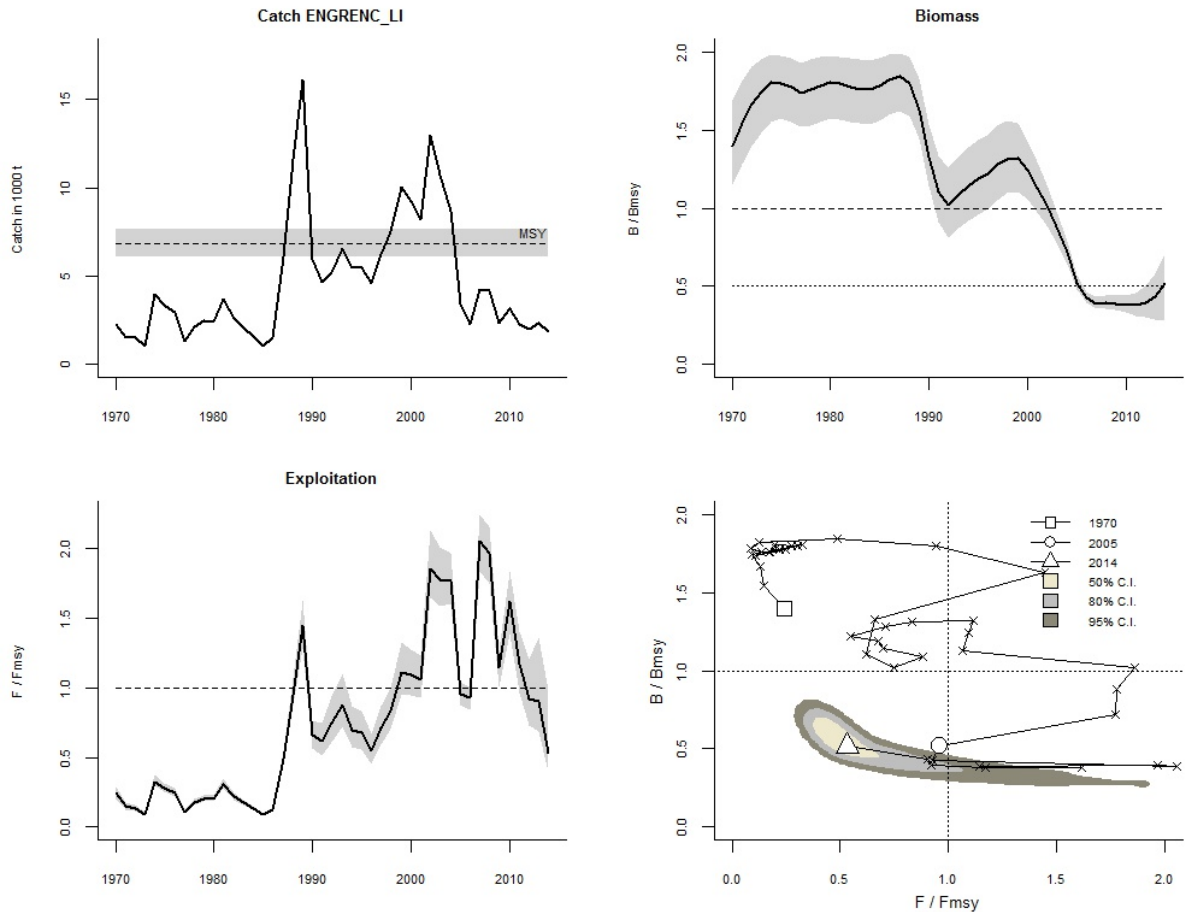 Catch ENGRENC_LI
Catch in 1000 t
15
10
5
0
MSY
1970 1980 1990 2000 2010
Biomass
B / Bmsy
2.0
1.5
1.0
0.5
0.0
1970 1980 1990 2000 2010
Exploitation
F / Fmsy
2.0
1.5
1.0
0.5
0.0
1970 1980 1990 2000 2010
B / Bmsy
2.0
1.5
1.0
0.5
0.0
1970
2005
2014
50% C.I.
80% C.I.
95% C.I.
0.0 0.5 1.0 1.5 2.0
F / Fmsy